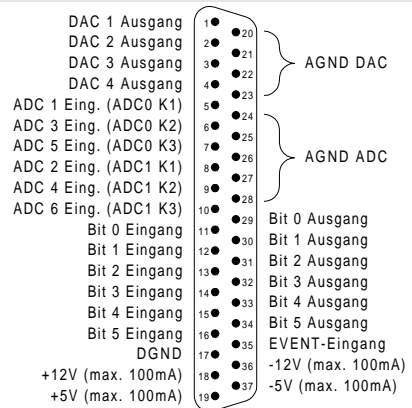 DAC 1 Ausgang 1
DAC 2 Ausgang 2
DAC 3 Ausgang 3
DAC 4 Ausgang 4
ADC 1 Eing. (ADC0 K1) 5
ADC 3 Eing. (ADC0 K2) 6
ADC 5 Eing. (ADC0 K3) 7
ADC 2 Eing. (ADC1 K1) 8
ADC 4 Eing. (ADC1 K2) 9
ADC 6 Eing. (ADC1 K3) 10
Bit 0 Eingang 11
Bit 1 Eingang 12
Bit 2 Eingang 13
Bit 3 Eingang 14
Bit 4 Eingang 15
Bit 5 Eingang 16
DGND 17
+12V (max. 100mA) 18
+5V (max. 100mA) 19
20
21
22
23
AGND DAC
24
25
26
27
28
AGND ADC
29 Bit 0 Ausgang
30 Bit 1 Ausgang
31 Bit 2 Ausgang
32 Bit 3 Ausgang
33 Bit 4 Ausgang
34 Bit 5 Ausgang
35 EVENT-Eingang
36 -12V (max. 100mA)
37 -5V (max. 100mA)